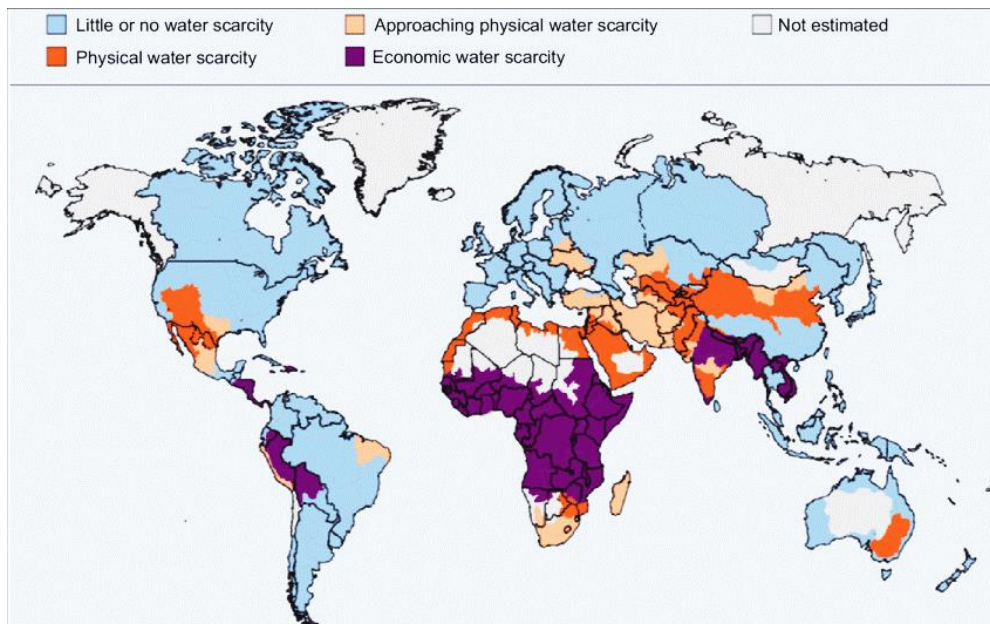 Little or no water scarcity
Approaching physical water scarcity
Not estimated
Physical water scarcity
Economic water scarcity